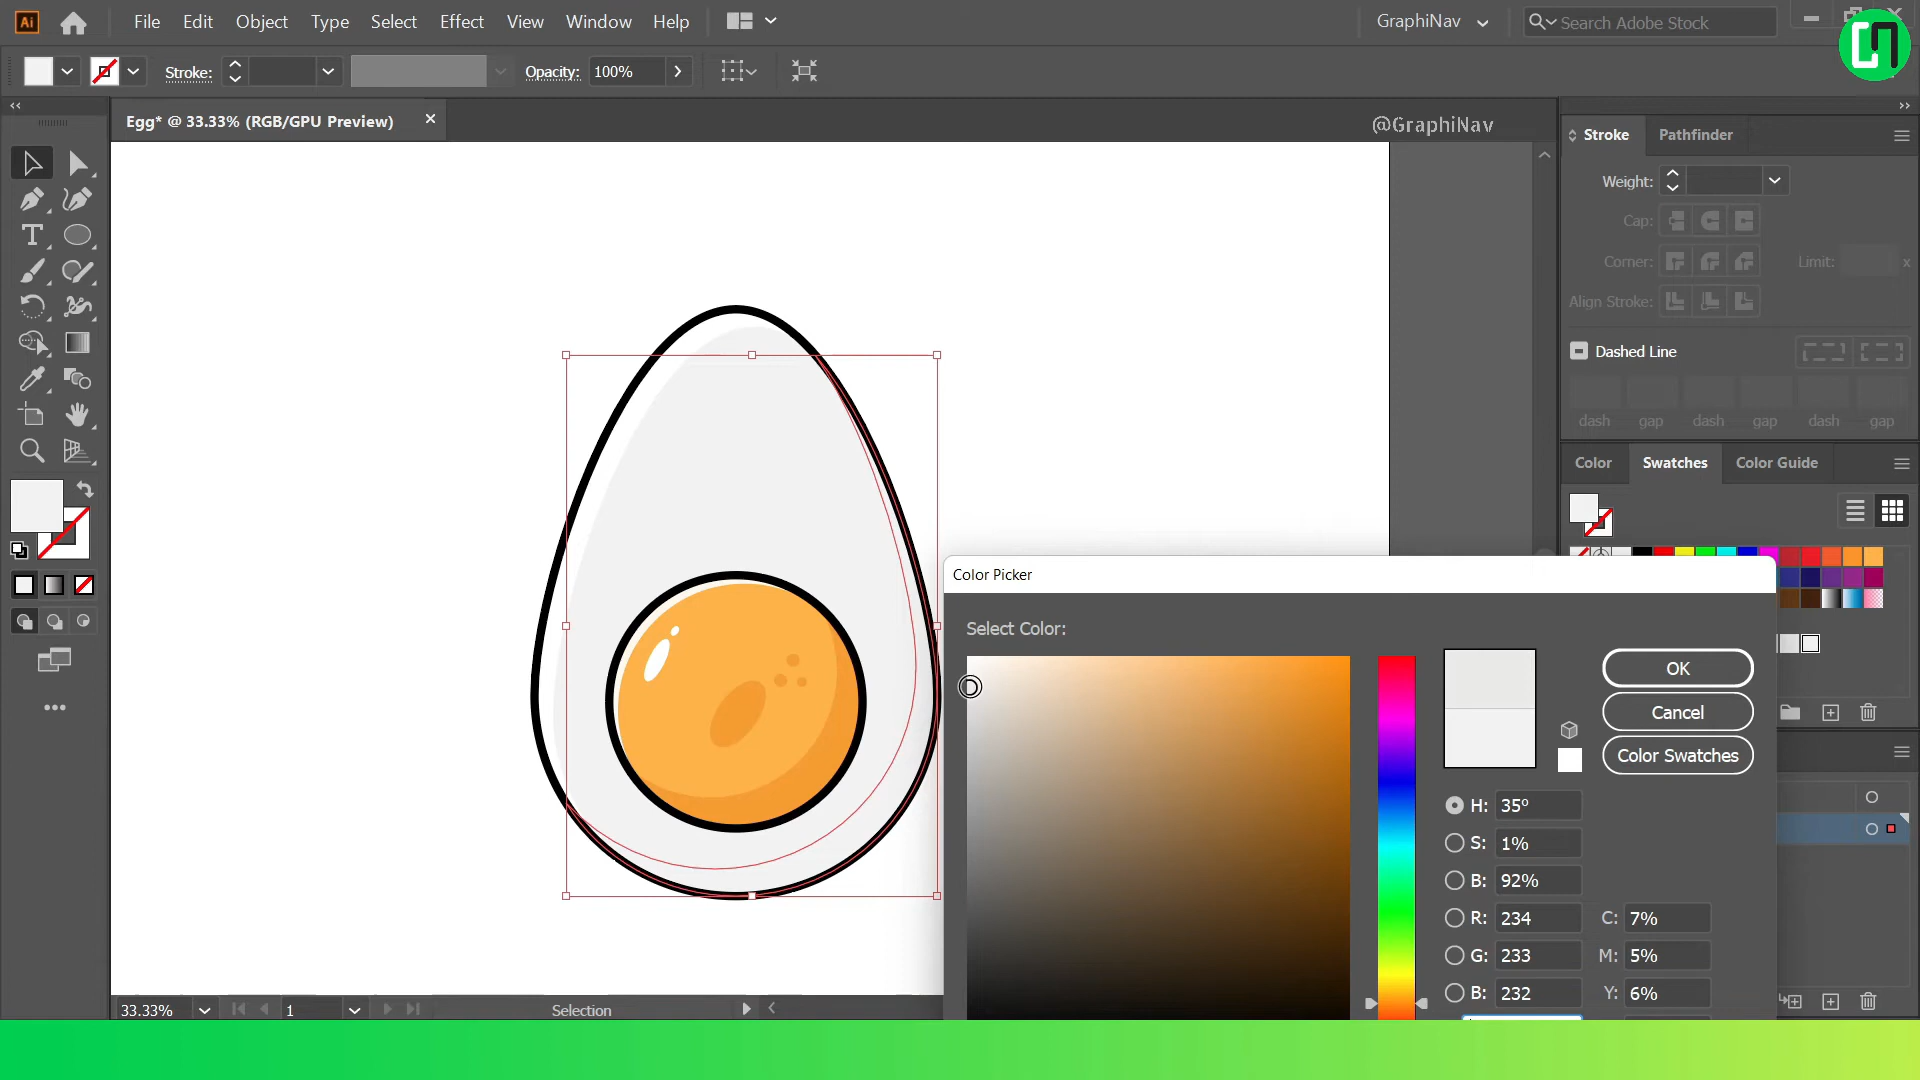 Ai File Edit Object Type Select Effect View Window Help GraphiNav Search Adobe Stock
Stroke: Opacity: 100%
Egg* @ 33.33% (RGB/GPU Preview) ×
@GraphiNav
Stroke Pathfinder
Weight:
Cap:
Corner: Limit: x
Align Stroke:
Dashed Line
dash gap dash gap dash gap
Color Swatches Color Guide
Color Picker
Select Color:
OK
Cancel
Color Swatches
H: 35º
S: 1%
B: 92%
R: 234 C: 7%
G: 233 M: 5%
B: 232 Y: 6%
33.33% 1 Selection